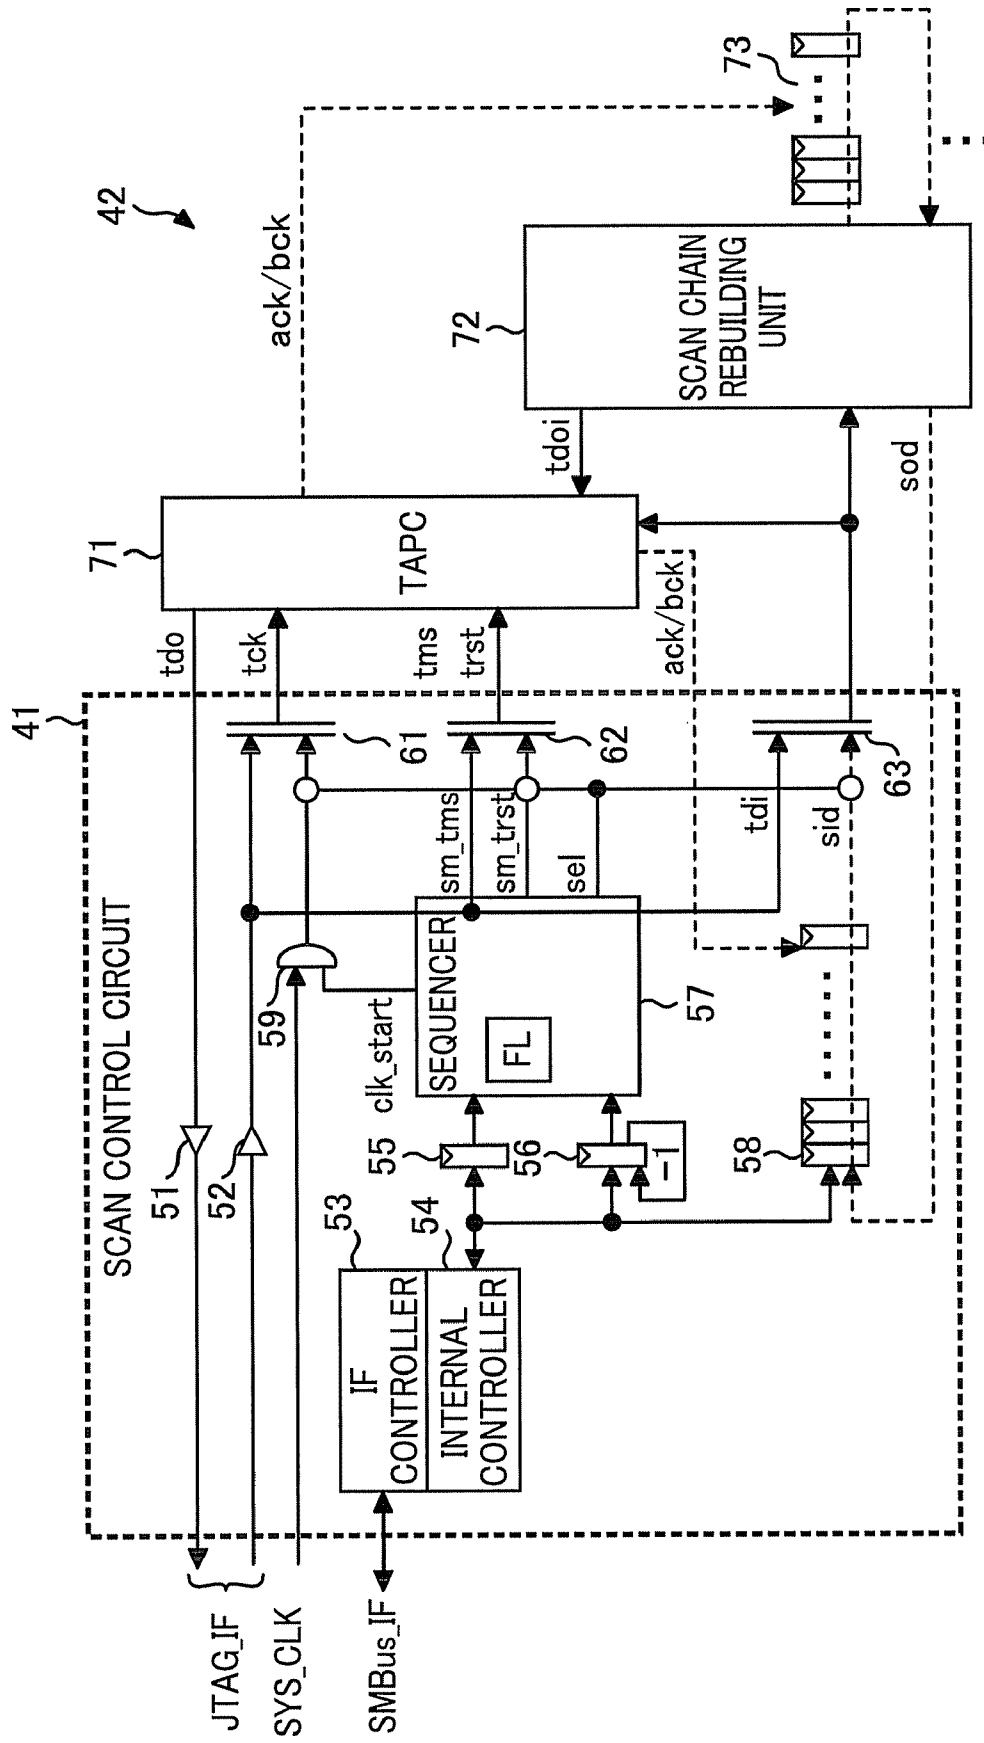 42
73
ack/bck
72
SCAN CHAIN
REBUILDING
UNIT
tdoi
sod
71
TAPC
tdo
tck
tms
trst
ack/bck
41
SCAN CONTROL CIRCUIT
61
62
63
sm_tms
sm_trst
sel
tdi
sid
59
clk_start
SEQUENCER
FL
57
51
52
55
56
-1
58
53
54
IF
CONTROLLER
INTERNAL
CONTROLLER
JTAG_IF
SYS_CLK
SMBus_IF